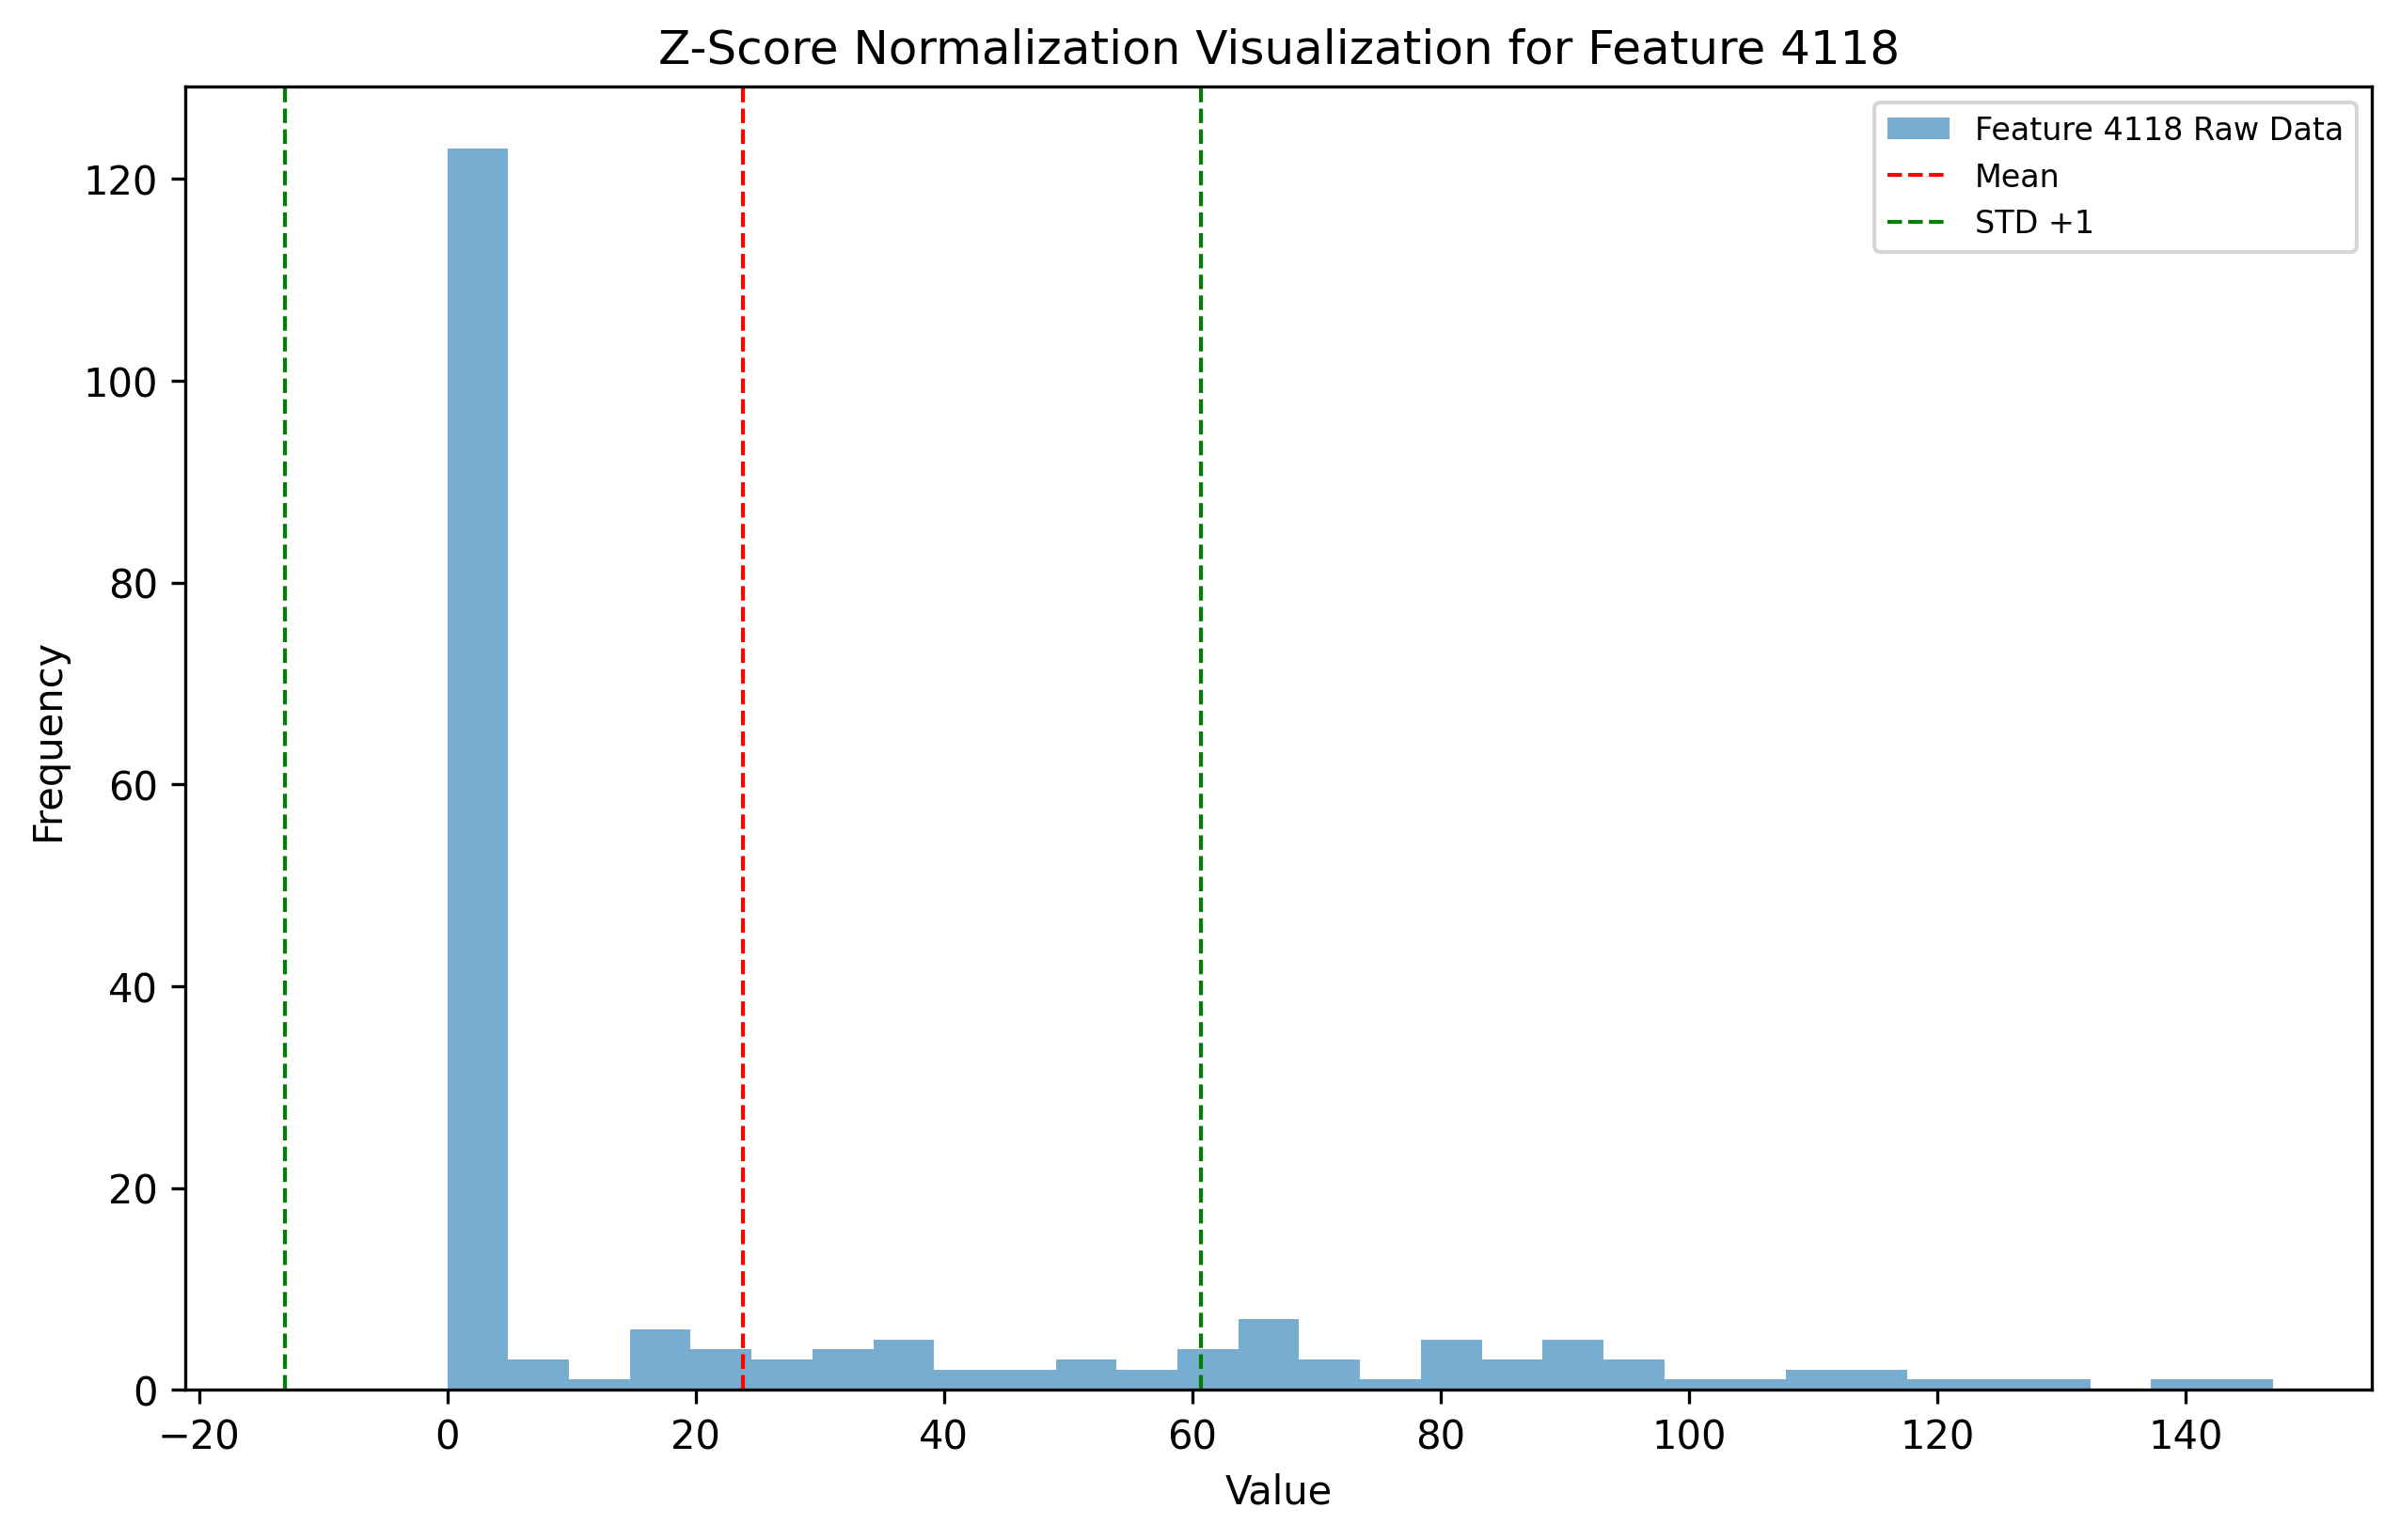 Z-Score Normalization Visualization for Feature 4118
Feature 4118 Raw Data
Mean
STD +1
120
100
80
60
40
20
0
Frequency
−20 0 20 40 60 80 100 120 140
Value